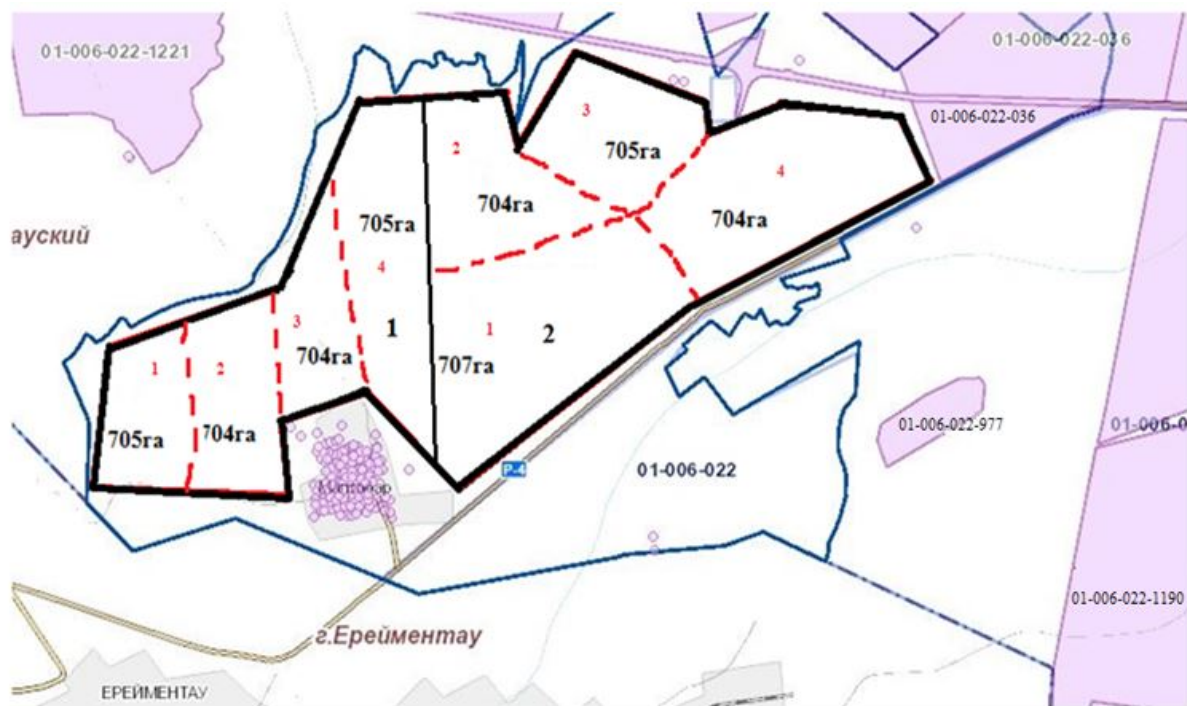 01-006-022-1221
01-006-022-036
01-006-022-036
3
2
705га
4
704га
704га
ауский
705га
4
3
1
1
2
1
2
704га
707га
705га
704га
01-006-022-977
01-006-0
Р-4
01-006-022
01-006-022-1190
г.Ерейментау
ЕРЕЙМЕНТАУ